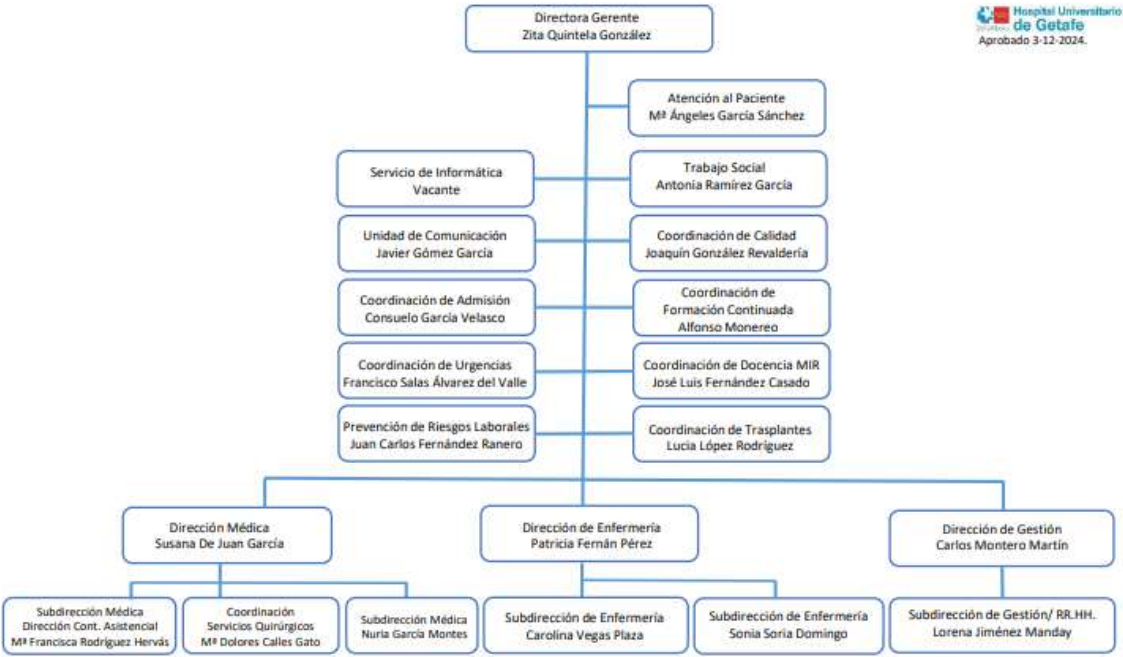 Directora Gerente
Zita Quintela González
Hospital Universitario
de Getafe
Aprobado 3-12-2024.
Atención al Paciente
Mª Ángeles García Sánchez
Servicio de Informática
Vacante
Trabajo Social
Antonia Ramírez García
Unidad de Comunicación
Javier Gómez García
Coordinación de Calidad
Joaquín González Revaldería
Coordinación de Admisión
Consuelo García Velasco
Coordinación de
Formación Continuada
Alfonso Monereo
Coordinación de Urgencias
Francisco Salas Álvarez del Valle
Coordinación de Docencia MIR
José Luis Fernández Casado
Prevención de Riesgos Laborales
Juan Carlos Fernández Ranero
Coordinación de Trasplantes
Lucia López Rodríguez
Dirección Médica
Susana De Juan García
Dirección de Enfermería
Patricia Fernán Pérez
Dirección de Gestión
Carlos Montero Martín
Subdirección Médica
Dirección Cont. Asistencial
Mª Francisca Rodríguez Hervás
Coordinación
Servicios Quirúrgicos
Mª Dolores Calles Gato
Subdirección Médica
Nuria García Montes
Subdirección de Enfermería
Carolina Vegas Plaza
Subdirección de Enfermería
Sonia Soria Domingo
Subdirección de Gestión/ RR.HH.
Lorena Jiménez Manday